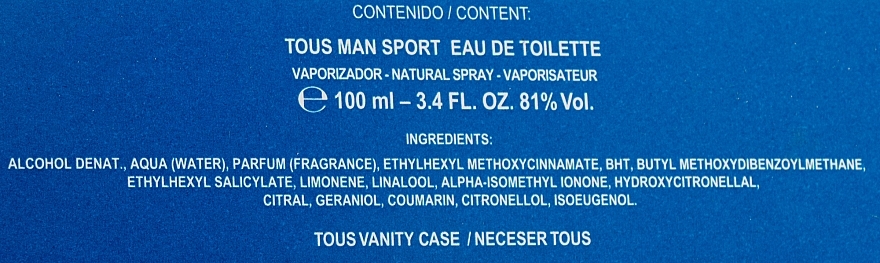 CONTENIDO / CONTENT:
TOUS MAN SPORT EAU DE TOILETTE
VAPORIZADOR - NATURAL SPRAY - VAPORISATEUR
℮ 100 ml – 3.4 FL. OZ. 81% Vol.
INGREDIENTS:
ALCOHOL DENAT., AQUA (WATER), PARFUM (FRAGRANCE), ETHYLHEXYL METHOXYCINNAMATE, BHT, BUTYL METHOXYDIBENZOYLMETHANE,
ETHYLHEXYL SALICYLATE, LIMONENE, LINALOOL, ALPHA-ISOMETHYL IONONE, HYDROXYCITRONELLAL,
CITRAL, GERANIOL, COUMARIN, CITRONELLOL, ISOEUGENOL.
TOUS VANITY CASE / NECESER TOUS